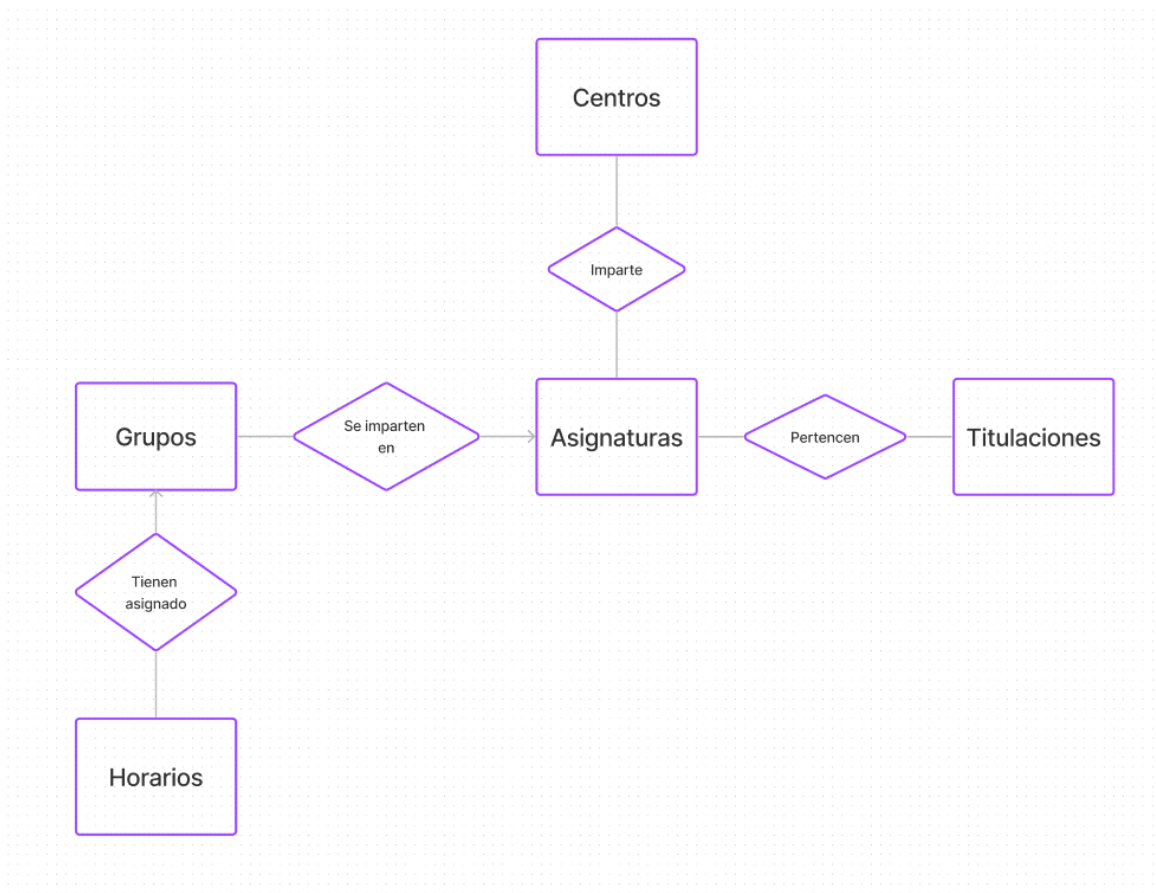 Centros
Imparte
Grupos
Se imparten
en
Asignaturas
Pertencen
Titulaciones
Tienen
asignado
Horarios